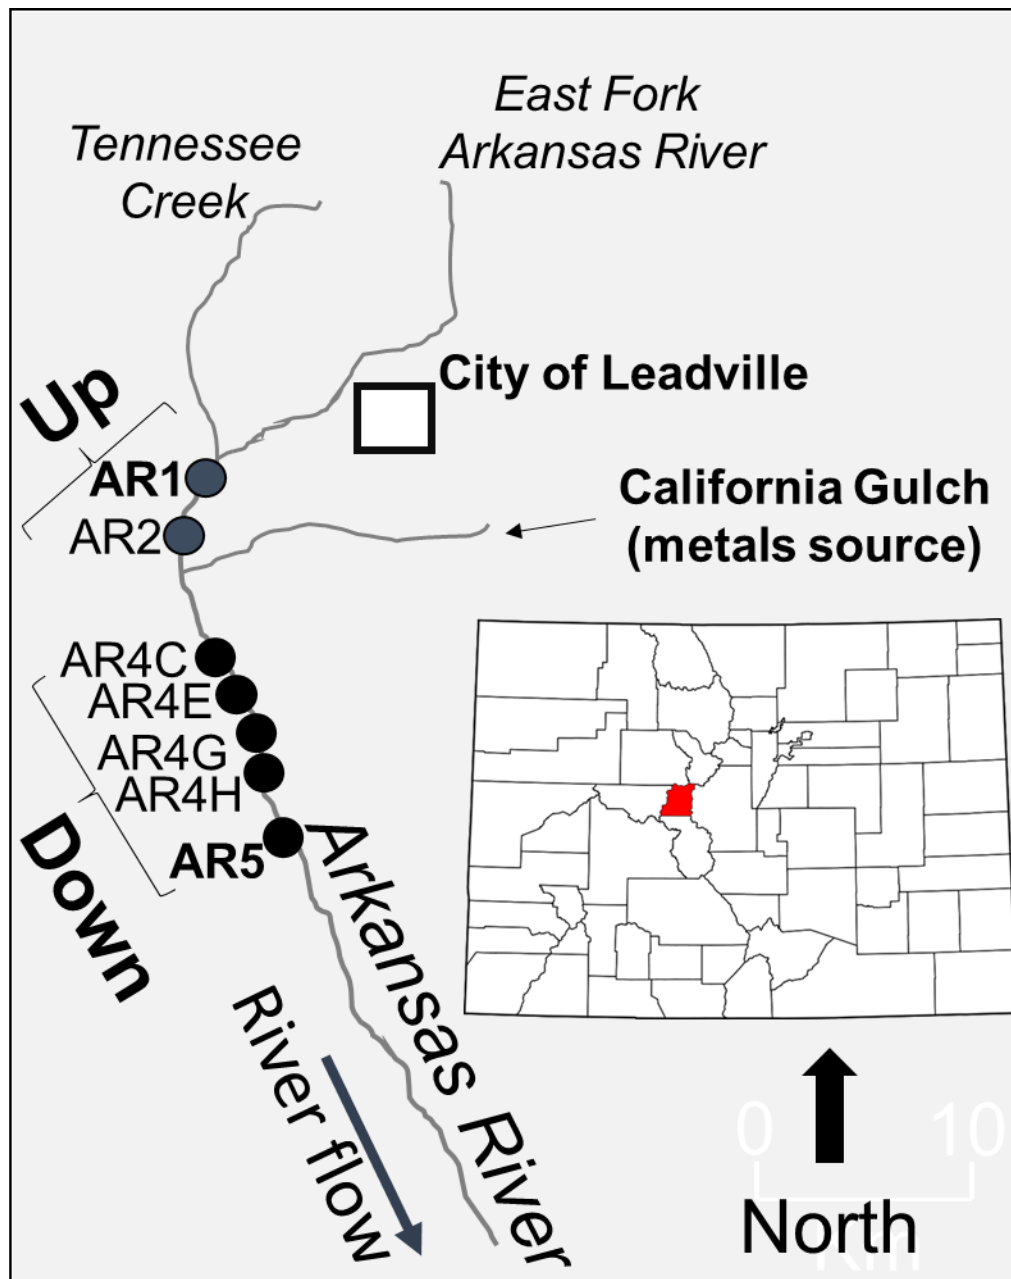 East Fork
Arkansas River
Tennessee
Creek
City of Leadville
Up
AR1
AR2
California Gulch
(metals source)
AR4C
AR4E
AR4G
AR4H
AR5
Down
Arkansas River
River flow
0 10
North
Km